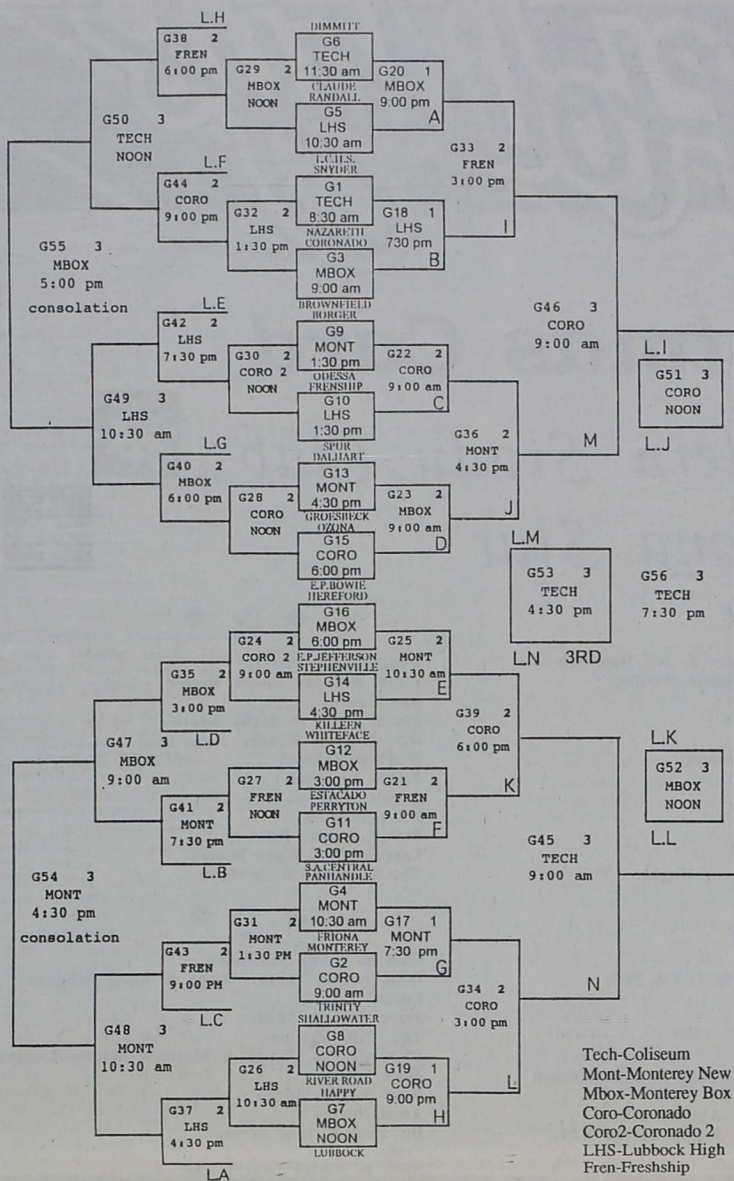 L.H
G38 2
FREN
6:00 pm
G29 2
MBOX
NOON
DIMMITT
G6
TECH
11:30 am
CLAUDE
RANDALL
G5
LHS
10:30 am
L.C.H.S.
SNYDER
G20 1
MBOX
9:00 pm
A
G50 3
TECH
NOON
G33 2
FREN
3:00 pm
I
L.F
G44 2
CORO
9:00 pm
G32 2
LHS
1:30 pm
G1
TECH
8:30 am
NAZARETH
CORONADO
G3
MBOX
9:00 am
BROWNFIELD
BORGER
G18 1
LHS
730 pm
B
G55 3
MBOX
5:00 pm
consolation
G46 3
CORO
9:00 am
M
L.E
G42 2
LHS
7:30 pm
G30 2
CORO 2
NOON
G9
MONT
1:30 pm
ODESSA
FRENSHIP
G10
LHS
1:30 pm
SPUR
DALHART
G22 2
CORO
9:00 am
C
L.I
G51 3
CORO
NOON
L.J
G49 3
LHS
10:30 am
G36 2
MONT
4:30 pm
J
L.G
G40 2
MBOX
6:00 pm
G28 2
CORO
NOON
G13
MONT
4:30 pm
GROESBECK
OZONA
G15
CORO
6:00 pm
E.P.BOWIE
HEREFORD
G23 2
MBOX
9:00 am
D
L.M
G53 3
TECH
4:30 pm
L.N 3RD
G56 3
TECH
7:30 pm
G35 2
MBOX
3:00 pm
L.D
G24 2
CORO 2
9:00 am
G16
MBOX
6:00 pm
E.P.JEFFERSON
STEPHENVILLE
G14
LHS
4:30 pm
KILLEEN
WHITEFACE
G25 2
MONT
10:30 am
E
G39 2
CORO
6:00 pm
K
G47 3
MBOX
9:00 am
G41 2
MONT
7:30 pm
L.B
G27 2
FREN
NOON
G12
MBOX
3:00 pm
ESTACADO
PERRYTON
G11
CORO
3:00 pm
S.A.CENTRAL
PANHANDLE
G21 2
FREN
9:00 am
F
L.K
G52 3
MBOX
NOON
L.L
G54 3
MONT
4:30 pm
consolation
G45 3
TECH
9:00 am
N
G43 2
FREN
9:00 PM
L.C
G31 2
MONT
1:30 PM
G4
MONT
10:30 am
FRIONA
MONTEREY
G2
CORO
9:00 am
TRINITY
SHALLOWATER
G17 1
MONT
7:30 pm
G
G48 3
MONT
10:30 am
G34 2
CORO
3:00 pm
L
G37 2
LHS
4:30 pm
L.A
G26 2
LHS
10:30 am
G8
CORO
NOON
RIVER ROAD
HAPPY
G7
MBOX
NOON
LUBBOCK
G19 1
CORO
9.00 pm
H
Tech-Coliseum
Mont-Monterey New
Mbox-Monterey Box
Coro-Coronado
Coro2-Coronado 2
LHS-Lubbock High
Fren-Freshship